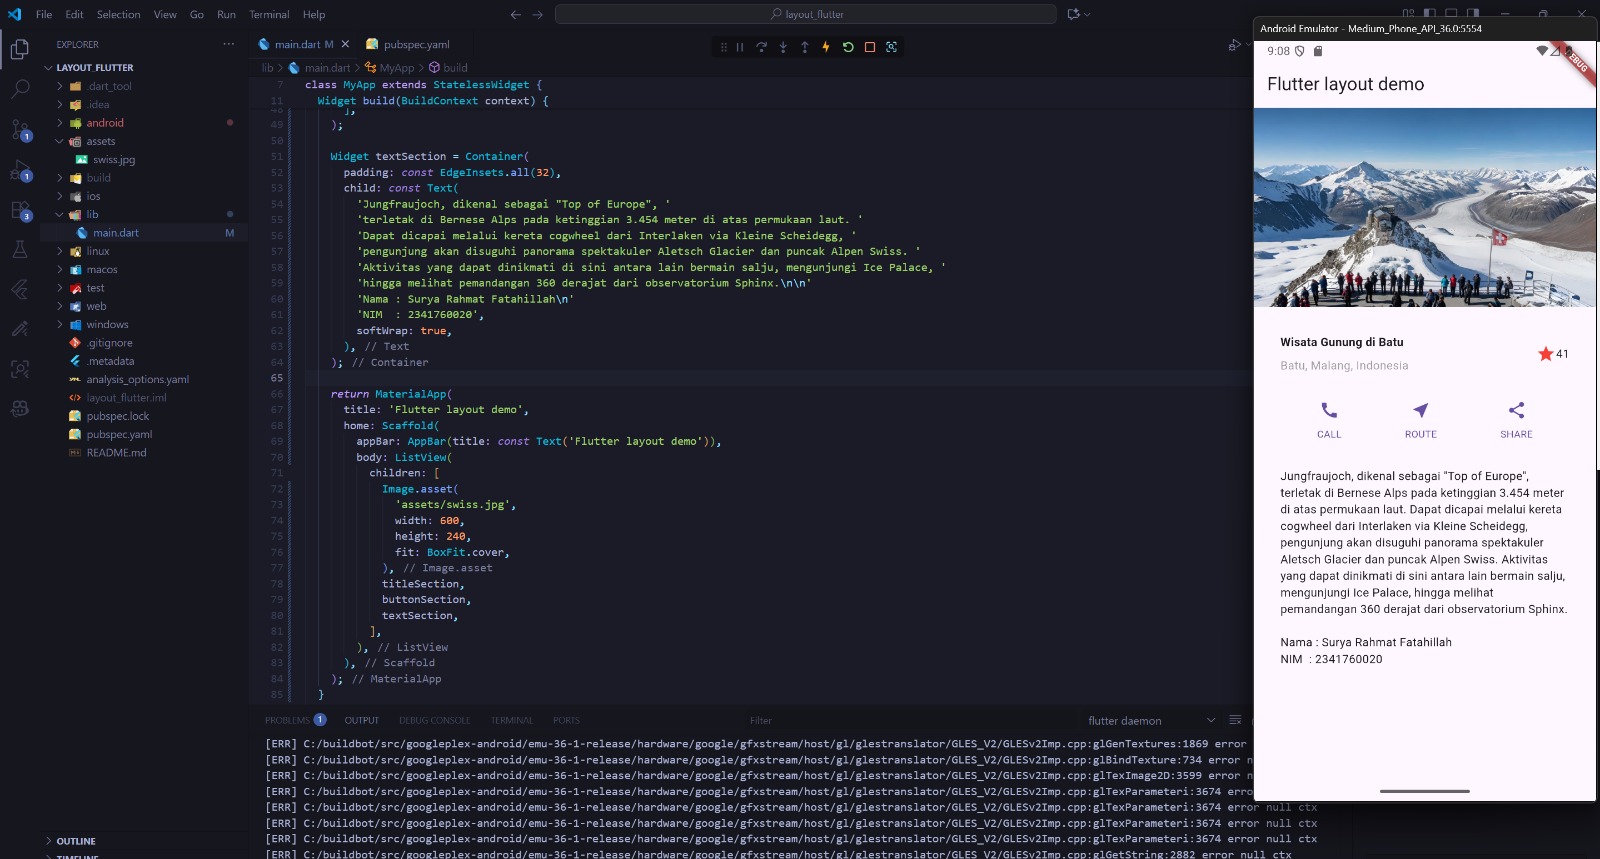 File Edit Selection View Go Run Terminal Help
layout_flutter
EXPLORER
LAYOUT_FLUTTER
.dart_tool
.idea
android
assets
swiss.jpg
build
ios
lib
main.dart M
linux
macos
test
web
windows
.gitignore
.metadata
analysis_options.yaml
layout_flutter.iml
pubspec.lock
pubspec.yaml
README.md
OUTLINE
TIMELINE
1
1
3
main.dart M
pubspec.yaml
lib > main.dart > MyApp > build
7 class MyApp extends StatelessWidget {
11 Widget build(BuildContext context) {
48 ],
49 );
50
51 Widget textSection = Container(
52 padding: const EdgeInsets.all(32),
53 child: const Text(
54 'Jungfraujoch, dikenal sebagai "Top of Europe", '
55 'terletak di Bernese Alps pada ketinggian 3.454 meter di atas permukaan laut. '
56 'Dapat dicapai melalui kereta cogwheel dari Interlaken via Kleine Scheidegg, '
57 'pengunjung akan disuguhi panorama spektakuler Aletsch Glacier dan puncak Alpen Swiss. '
58 'Aktivitas yang dapat dinikmati di sini antara lain bermain salju, mengunjungi Ice Palace, '
59 'hingga melihat pemandangan 360 derajat dari observatorium Sphinx.\n\n'
60 'Nama : Surya Rahmat Fatahillah\n'
61 'NIM  : 2341760020',
62 softWrap: true,
63 ), // Text
64 ); // Container
65
66 return MaterialApp(
67 title: 'Flutter layout demo',
68 home: Scaffold(
69 appBar: AppBar(title: const Text('Flutter layout demo')),
70 body: ListView(
71 children: [
72 Image.asset(
73 'assets/swiss.jpg',
74 width: 600,
75 height: 240,
76 fit: BoxFit.cover,
77 ), // Image.asset
78 titleSection,
79 buttonSection,
80 textSection,
81 ],
82 ), // ListView
83 ), // Scaffold
84 ); // MaterialApp
85 }
PROBLEMS 1 OUTPUT DEBUG CONSOLE TERMINAL PORTS Filter flutter daemon
[ERR] C:/buildbot/src/googleplex-android/emu-36-1-release/hardware/google/gfxstream/host/gl/glestranslator/GLES_V2/GLESv2Imp.cpp:glGenTextures:1869 error
[ERR] C:/buildbot/src/googleplex-android/emu-36-1-release/hardware/google/gfxstream/host/gl/glestranslator/GLES_V2/GLESv2Imp.cpp:glBindTexture:734 error n
[ERR] C:/buildbot/src/googleplex-android/emu-36-1-release/hardware/google/gfxstream/host/gl/glestranslator/GLES_V2/GLESv2Imp.cpp:glTexImage2D:3599 error n
[ERR] C:/buildbot/src/googleplex-android/emu-36-1-release/hardware/google/gfxstream/host/gl/glestranslator/GLES_V2/GLESv2Imp.cpp:glTexParameteri:3674 error null ctx
[ERR] C:/buildbot/src/googleplex-android/emu-36-1-release/hardware/google/gfxstream/host/gl/glestranslator/GLES_V2/GLESv2Imp.cpp:glTexParameteri:3674 error null ctx
[ERR] C:/buildbot/src/googleplex-android/emu-36-1-release/hardware/google/gfxstream/host/gl/glestranslator/GLES_V2/GLESv2Imp.cpp:glTexParameteri:3674 error null ctx
[ERR] C:/buildbot/src/googleplex-android/emu-36-1-release/hardware/google/gfxstream/host/gl/glestranslator/GLES_V2/GLESv2Imp.cpp:glTexParameteri:3674 error null ctx
[ERR] C:/buildbot/src/googleplex-android/emu-36-1-release/hardware/google/gfxstream/host/gl/glestranslator/GLES_V2/GLESv2Imp.cpp:glGetString:2882 error null ctx
Android Emulator - Medium_Phone_API_36.0:5554
9:08
DEBUG
Flutter layout demo
Wisata Gunung di Batu
Batu, Malang, Indonesia
41
CALL ROUTE SHARE
Jungfraujoch, dikenal sebagai "Top of Europe",
terletak di Bernese Alps pada ketinggian 3.454 meter
di atas permukaan laut. Dapat dicapai melalui kereta
cogwheel dari Interlaken via Kleine Scheidegg,
pengunjung akan disuguhi panorama spektakuler
Aletsch Glacier dan puncak Alpen Swiss. Aktivitas
yang dapat dinikmati di sini antara lain bermain salju,
mengunjungi Ice Palace, hingga melihat
pemandangan 360 derajat dari observatorium Sphinx.
Nama : Surya Rahmat Fatahillah
NIM  : 2341760020